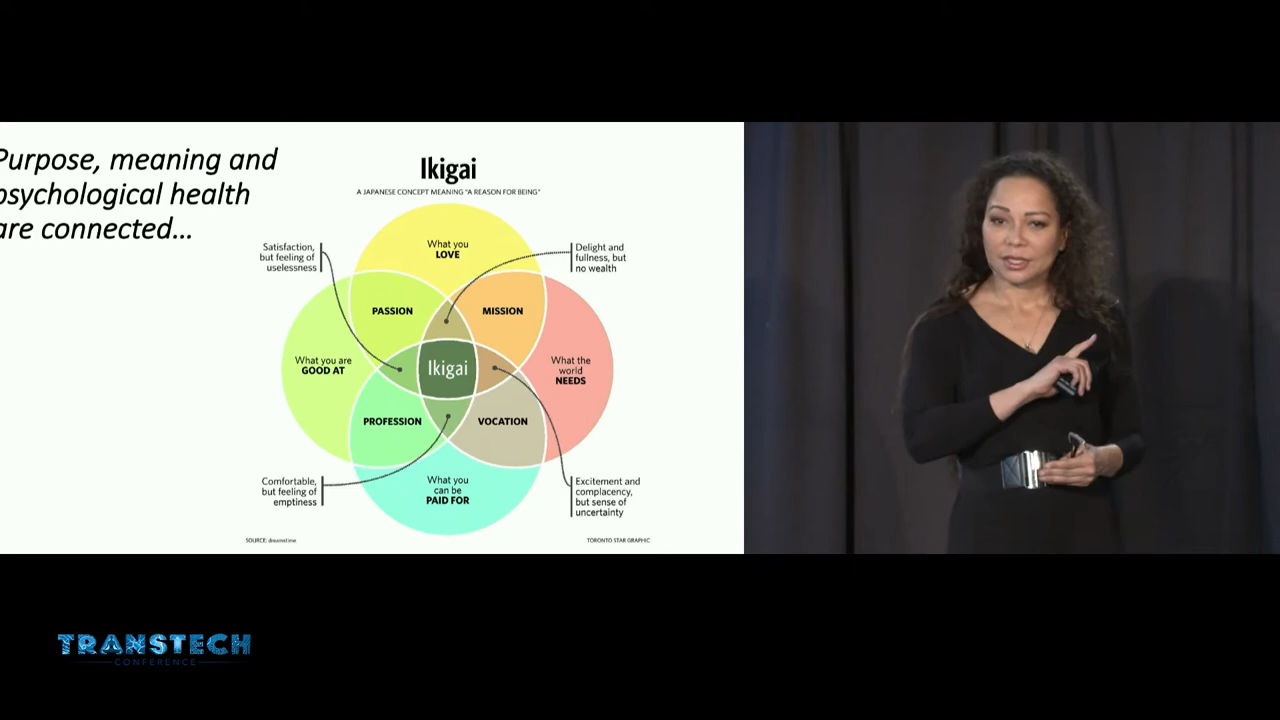 Purpose, meaning and
psychological health
are connected...
Ikigai
A JAPANESE CONCEPT MEANING "A REASON FOR BEING"
Satisfaction,
but feeling of
uselessness
What you
LOVE
Delight and
fullness, but
no wealth
PASSION
MISSION
What you are
GOOD AT
Ikigai
What the
world
NEEDS
PROFESSION
VOCATION
Comfortable,
but feeling of
emptiness
What you
can be
PAID FOR
Excitement and
complacency,
but sense of
uncertainty
SOURCE: dreamstime
TORONTO STAR GRAPHIC
TRANSTECH
CONFERENCE